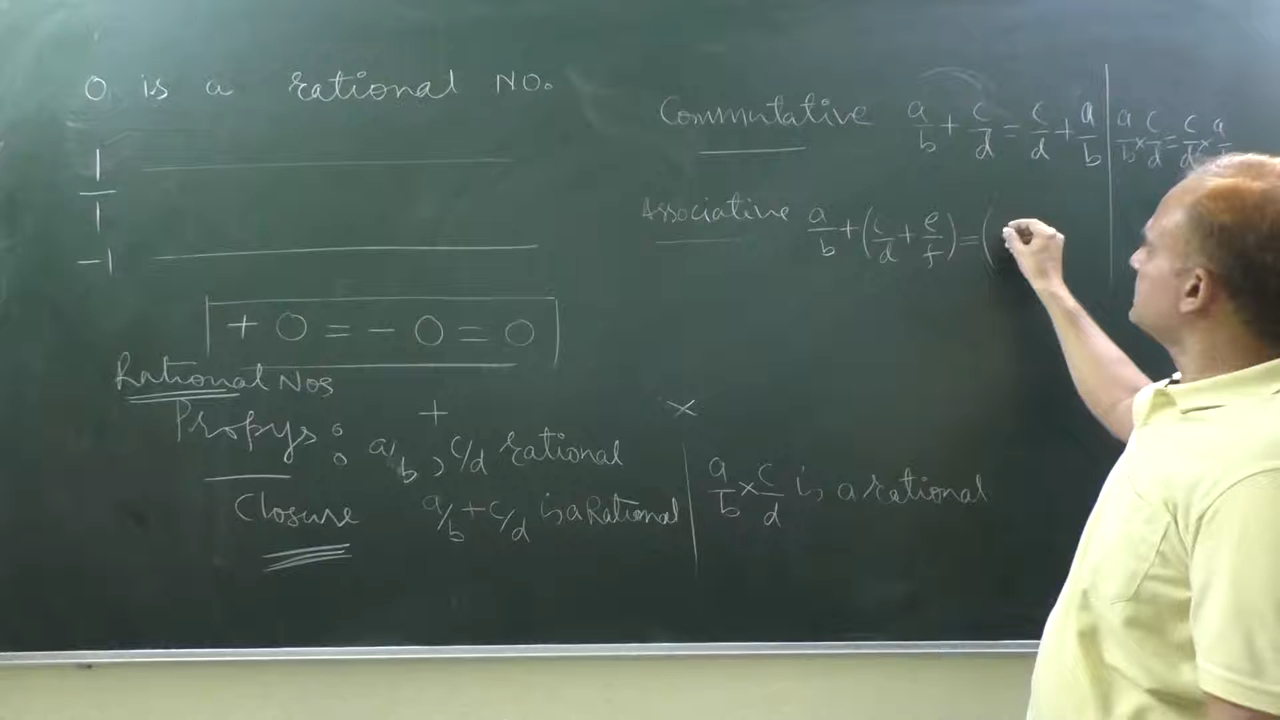 0 is a rational NO.
1
1
-1
+ 0 = - 0 = 0
Rational Nos
Propys : + ×
a/b, c/d rational
Closure a/b + c/d is a Rational | a/b × c/d is a rational
Commutative a/b + c/d = c/d + a/b | a/b × c/d = c/d × a/b
Associative a/b + (c/d + e/f) = (